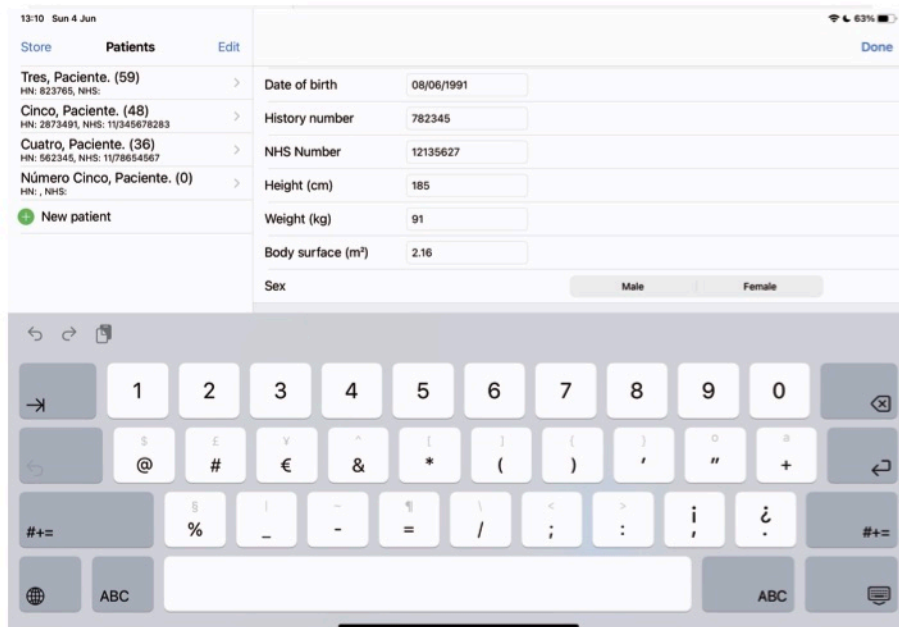 13:10 Sun 4 Jun
63%
Store Patients Edit
Done
Tres, Paciente. (59)
HN: 823765, NHS:
Cinco, Paciente. (48)
HN: 2873491, NHS: 11/345678283
Cuatro, Paciente. (36)
HN: 562345, NHS: 11/78654567
Número Cinco, Paciente. (0)
HN: , NHS:
New patient
Date of birth 08/06/1991
History number 782345
NHS Number 12135627
Height (cm) 185
Weight (kg) 91
Body surface (m²) 2.16
Sex Male Female
1 2 3 4 5 6 7 8 9 0
$ £ ¥ ^ [ ] { } º ª
@ # € & * ( ) ' " +
§ | ~ ¶ \ < > ¡ ¿
#+= % _ - = / ; : , . #+=
ABC ABC